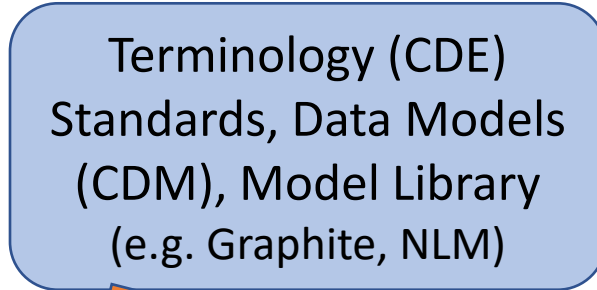 Terminology (CDE)
Standards, Data Models
(CDM), Model Library
(e.g. Graphite, NLM)